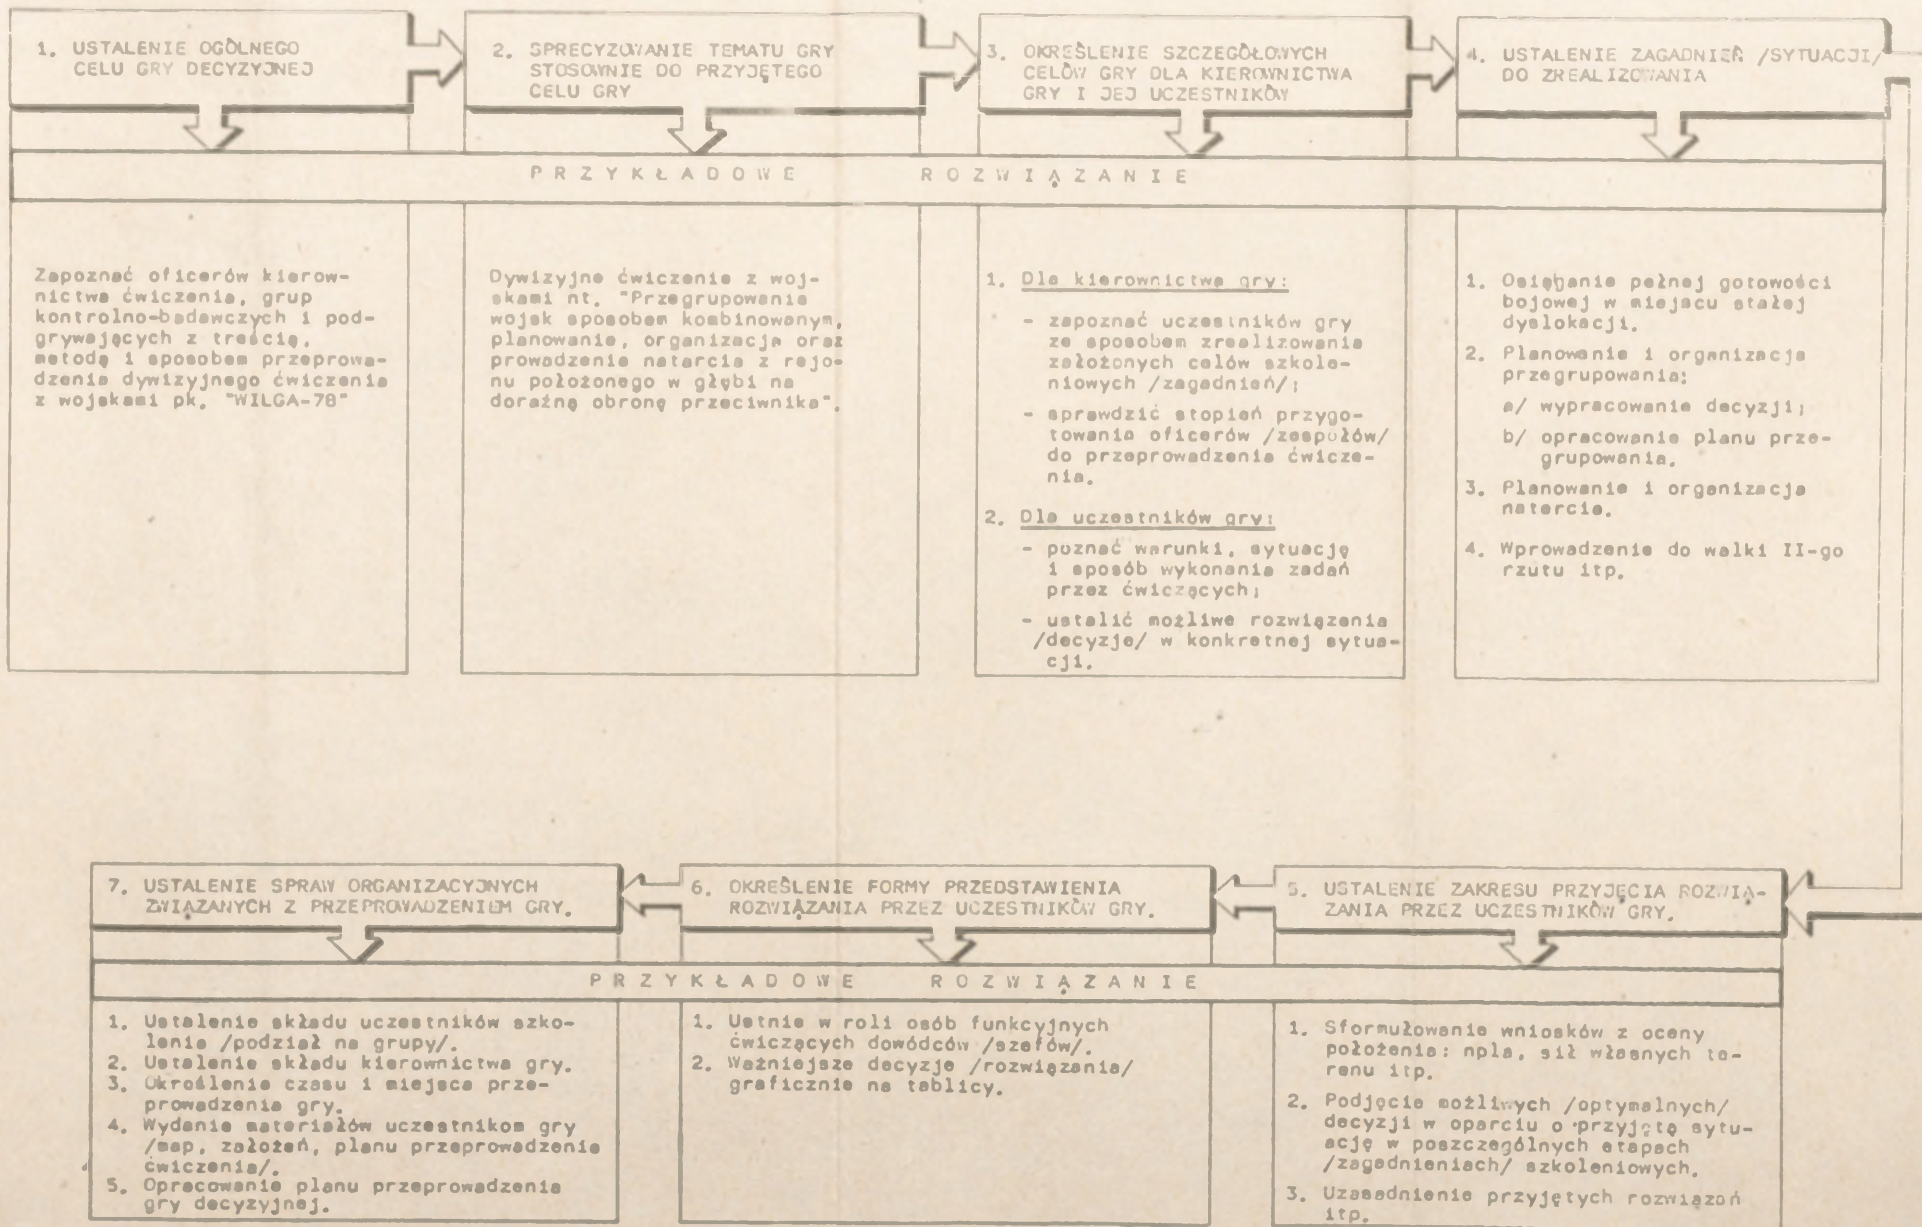 1. USTALENIE OGÓLNEGO
CELU GRY DECYZYJNEJ
2. SPRECYZOWANIE TEMATU GRY
STOSOWNIE DO PRZYJĘTEGO
CELU GRY
3. OKREŚLENIE SZCZEGÓŁOWYCH
CELÓW GRY DLA KIEROWNICTWA
GRY I JEJ UCZESTNIKÓW
4. USTALENIE ZAGADNIEŃ /SYTUACJI/
DO ZREALIZOWANIA
PRZYKŁADOWE ROZWIĄZANIE
Zapoznać oficerów kierow-
nictwa ćwiczenia, grup
kontrolno-badawczych i pod-
grywających z treścią,
metodą i sposobem przeprowa-
dzenia dywizyjnego ćwiczenia
z wojskami pk. "WILGA-78"
Dywizyjne ćwiczenie z woj-
skami nt. "Przegrupowanie
wojsk sposobem kombinowanym,
planowanie, organizacja oraz
prowadzenie natarcia z rejo-
nu położonego w głębi na
doraźną obronę przeciwnika".
1. Dla kierownictwa gry:
- zapoznać uczestników gry
ze sposobem zrealizowania
założonych celów szkole-
niowych /zagadnień/;
- sprawdzić stopień przygo-
towania oficerów /zespołów/
do przeprowadzenia ćwicze-
nia.
2. Dla uczestników gry:
- poznać warunki, sytuację
i sposób wykonania zadań
przez ćwiczących;
- ustalić możliwe rozwiązania
/decyzje/ w konkretnej sytua-
cji.
1. Osiąganie pełnej gotowości
bojowej w miejscu stałej
dyslokacji.
2. Planowanie i organizacja
przegrupowania:
a/ wypracowanie decyzji;
b/ opracowanie planu prze-
grupowania.
3. Planowanie i organizacja
natarcia.
4. Wprowadzenie do walki II-go
rzutu itp.
7. USTALENIE SPRAW ORGANIZACYJNYCH
ZWIĄZANYCH Z PRZEPROWADZENIEM GRY.
6. OKREŚLENIE FORMY PRZEDSTAWIENIA
ROZWIĄZANIA PRZEZ UCZESTNIKÓW GRY.
5. USTALENIE ZAKRESU PRZYJĘCIA ROZWIĄ-
ZANIA PRZEZ UCZESTNIKÓW GRY.
PRZYKŁADOWE ROZWIĄZANIE
1. Ustalenie składu uczestników szko-
lenia /podział na grupy/.
2. Ustalenie składu kierownictwa gry.
3. Określenie czasu i miejsca prze-
prowadzenia gry.
4. Wydanie materiałów uczestnikom gry
/map, założeń, planu przeprowadzenia
ćwiczenia/.
5. Opracowanie planu przeprowadzenia
gry decyzyjnej.
1. Ustnie w roli osób funkcyjnych
ćwiczących dowódców /szefów/.
2. Ważniejsze decyzje /rozwiązania/
graficznie na tablicy.
1. Sformułowanie wniosków z oceny
położenia: npla, sił własnych te-
renu itp.
2. Podjęcie możliwych /optymalnych/
decyzji w oparciu o przyjętą sytu-
ację w poszczególnych etapach
/zagadnieniach/ szkoleniowych.
3. Uzasadnienie przyjętych rozwiązań
itp.